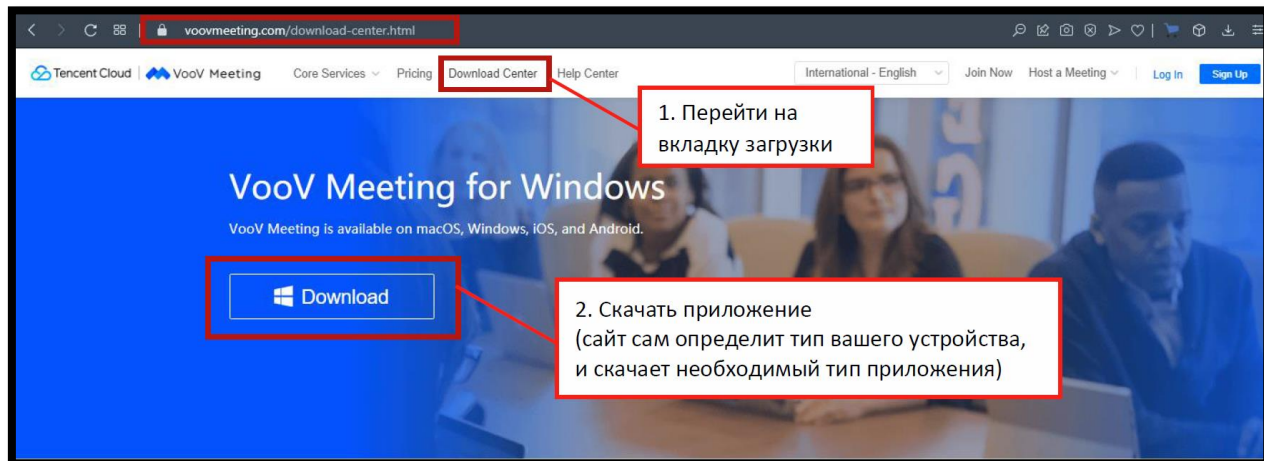 voovmeeting.com/download-center.html
Tencent Cloud VooV Meeting Core Services Pricing Download Center Help Center International - English Join Now Host a Meeting Log In Sign Up
1. Перейти на
вкладку загрузки
VooV Meeting for Windows
VooV Meeting is available on macOS, Windows, iOS, and Android.
Download
2. Скачать приложение
(сайт сам определит тип вашего устройства,
и скачает необходимый тип приложения)